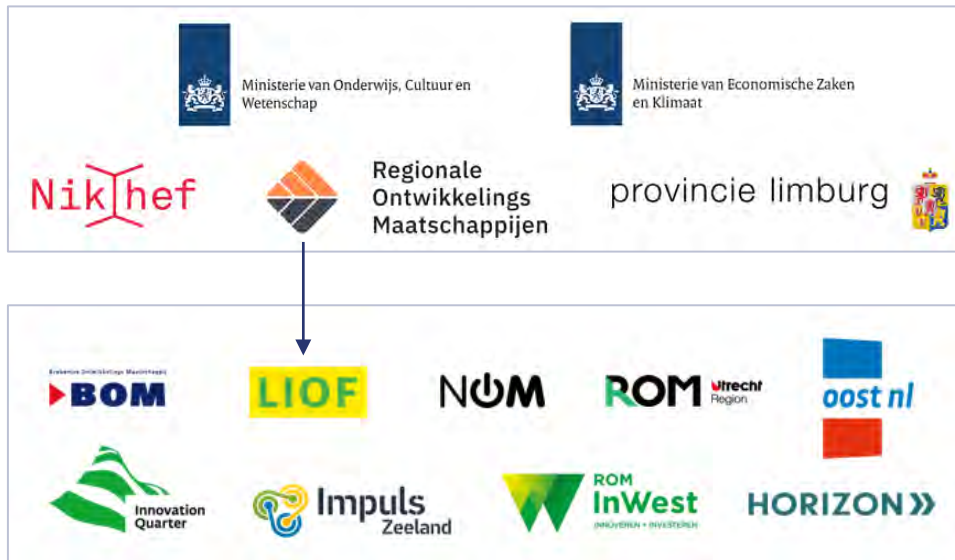 Ministerie van Onderwijs, Cultuur en
Wetenschap
Ministerie van Economische Zaken
en Klimaat
Nikhef
Regionale
Ontwikkelings
Maatschappijen
provincie limburg
Brabantse Ontwikkelings Maatschappij
BOM
LIOF
NOM
ROM Utrecht
Region
oost nl
Innovation
Quarter
Impuls
Zeeland
ROM
InWest
INNOVEREN + INVESTEREN
HORIZON